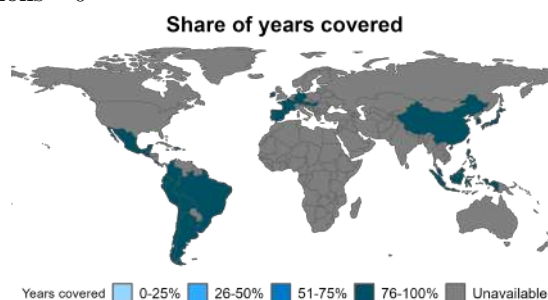 Share of years covered
Years covered 0-25% 26-50% 51-75% 76-100% Unavailable